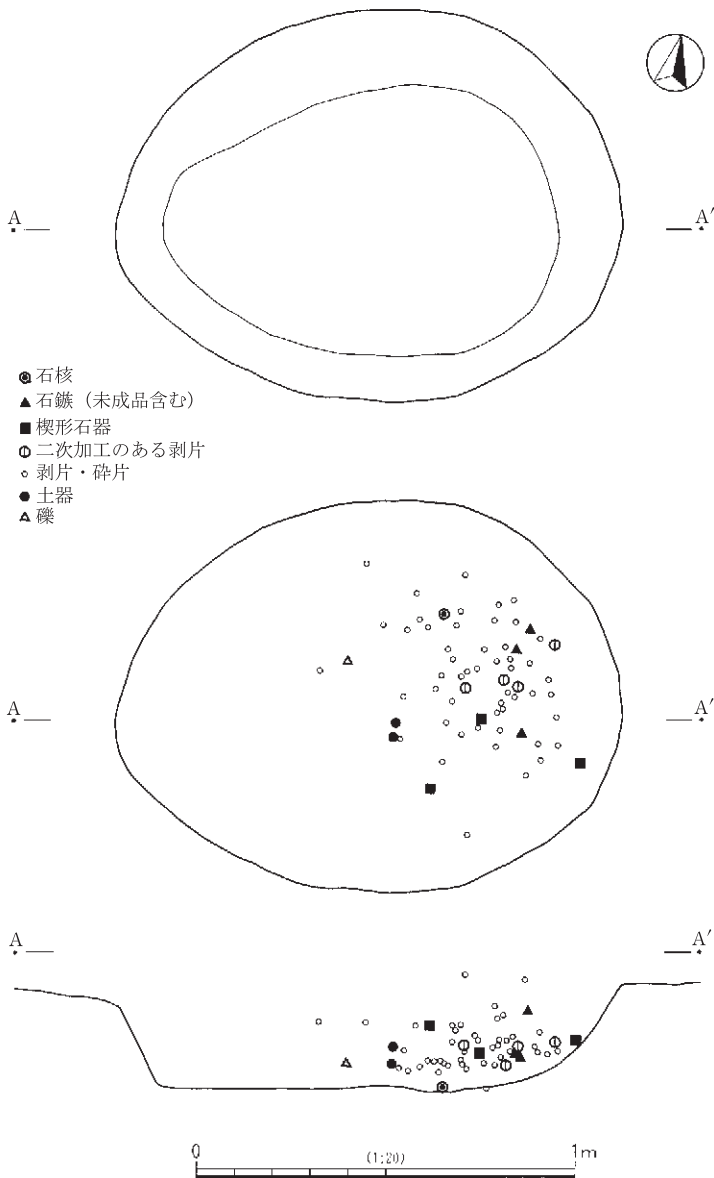 A
A′
石核
石鏃（未成品含む）
楔形石器
二次加工のある剥片
剥片・砕片
土器
礫
A
A′
A
A′
0
(1:20)
1m